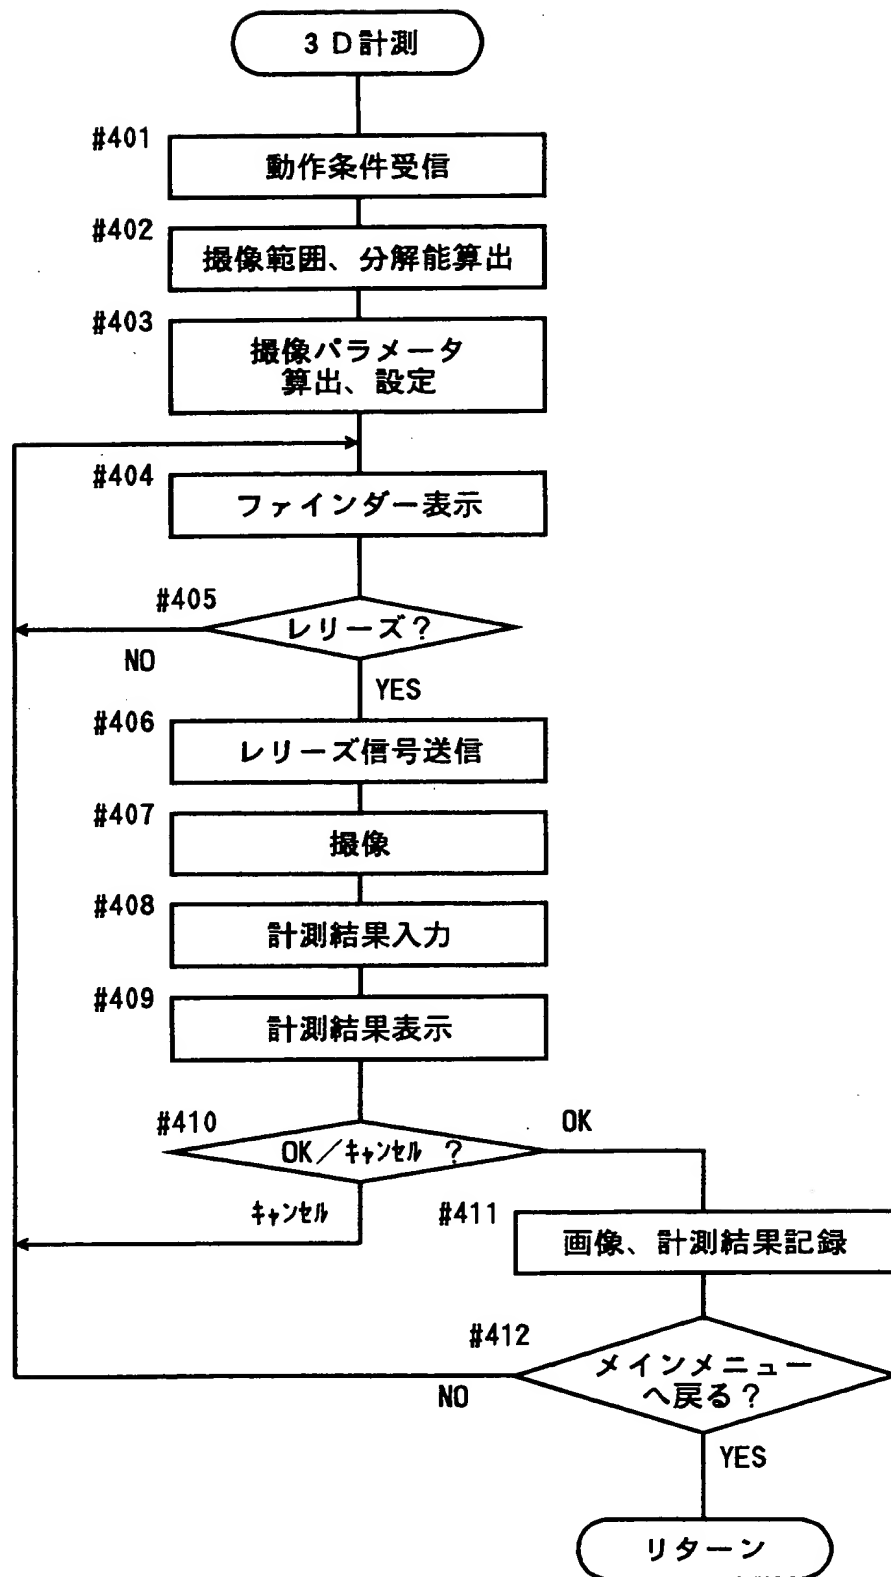 3D計測
#401
動作条件受信
#402
撮像範囲、分解能算出
#403
撮像パラメータ
算出、設定
#404
ファインダー表示
#405
レリーズ？
NO
YES
#406
レリーズ信号送信
#407
撮像
#408
計測結果入力
#409
計測結果表示
#410
OK／キャンセル ？
OK
キャンセル
#411
画像、計測結果記録
#412
メインメニュー
へ戻る？
NO
YES
リターン